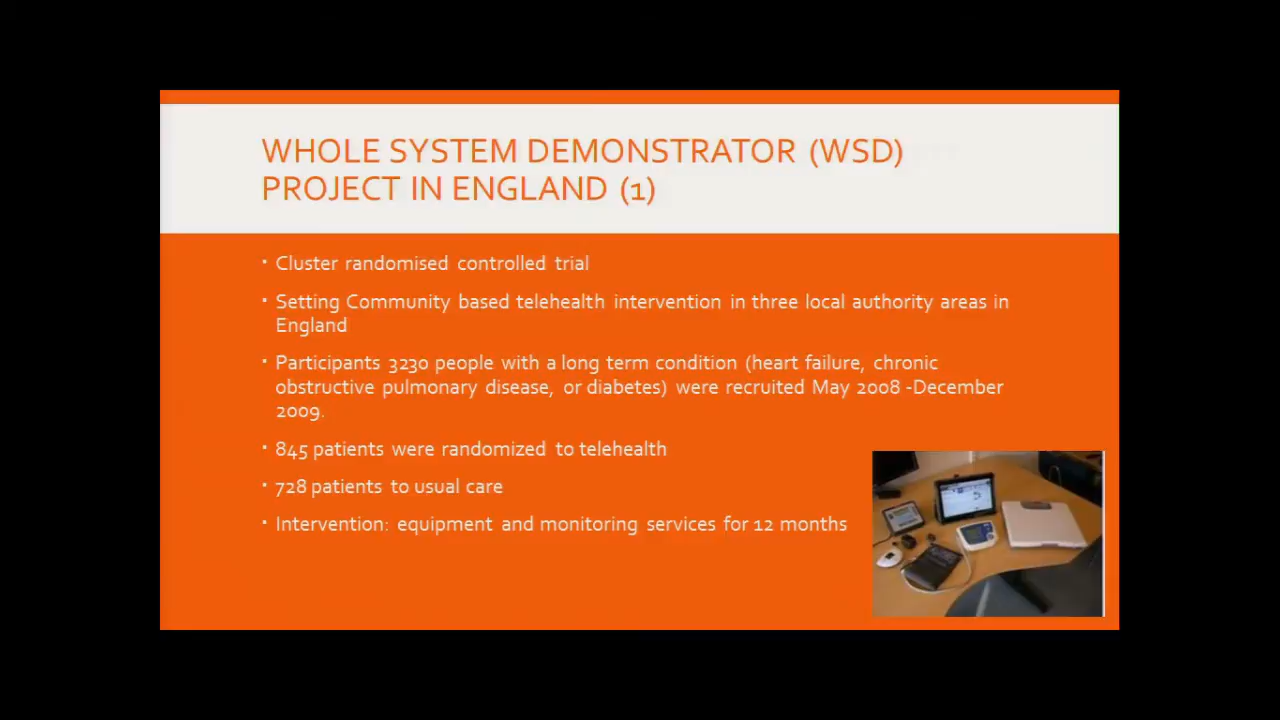 WHOLE SYSTEM DEMONSTRATOR (WSD)
PROJECT IN ENGLAND (1)
· Cluster randomised controlled trial
· Setting Community based telehealth intervention in three local authority areas in
England
· Participants 3230 people with a long term condition (heart failure, chronic
obstructive pulmonary disease, or diabetes) were recruited May 2008 -December
2009.
· 845 patients were randomized to telehealth
· 728 patients to usual care
· Intervention: equipment and monitoring services for 12 months